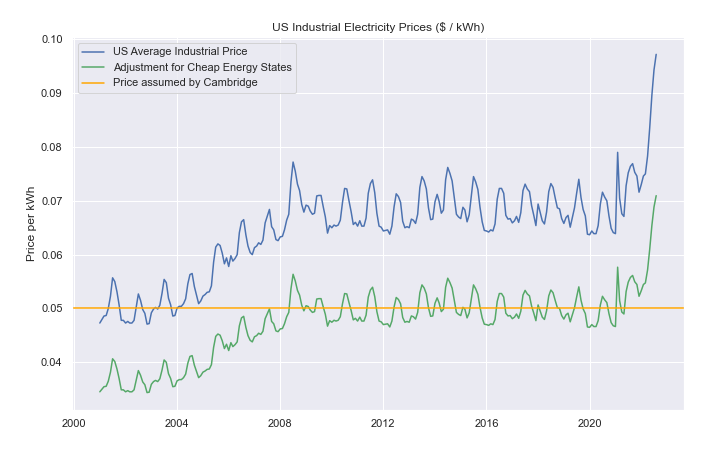 US Industrial Electricity Prices ($ / kWh)
US Average Industrial Price
Adjustment for Cheap Energy States
Price assumed by Cambridge
Price per kWh
0.10
0.09
0.08
0.07
0.06
0.05
0.04
2000
2004
2008
2012
2016
2020